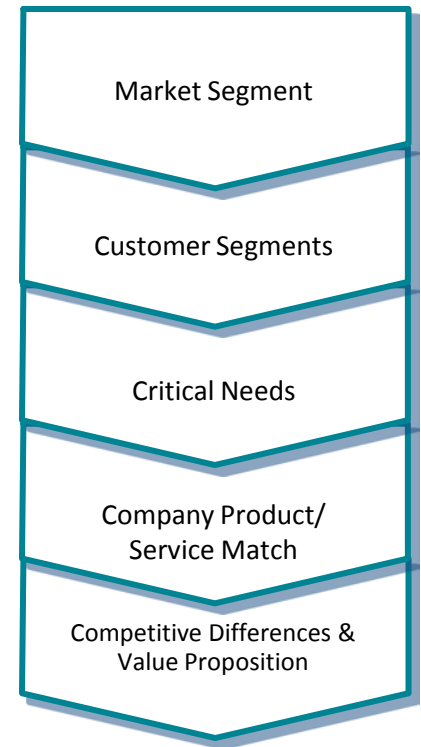 Market Segment
Customer Segments
Critical Needs
Company Product/
Service Match
Competitive Differences &
Value Proposition